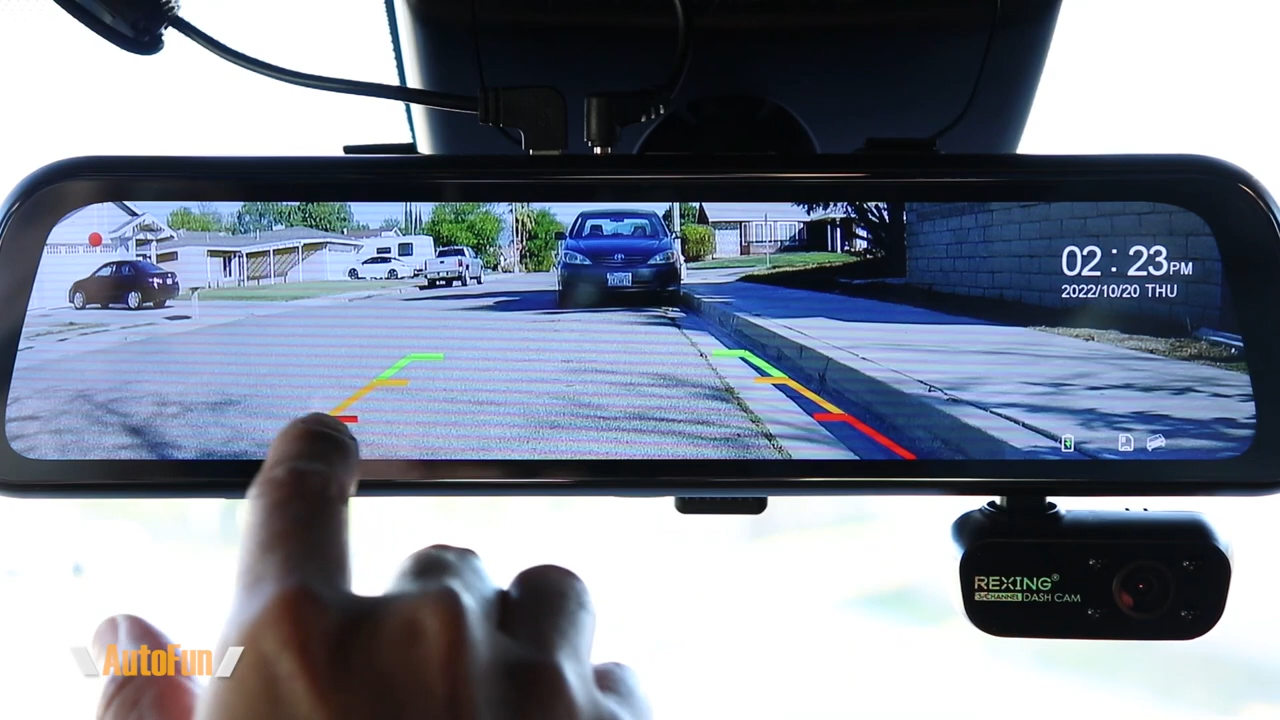 02:23PM
2022/10/20 THU
REXING®
3-CHANNEL DASH CAM
AutoFun